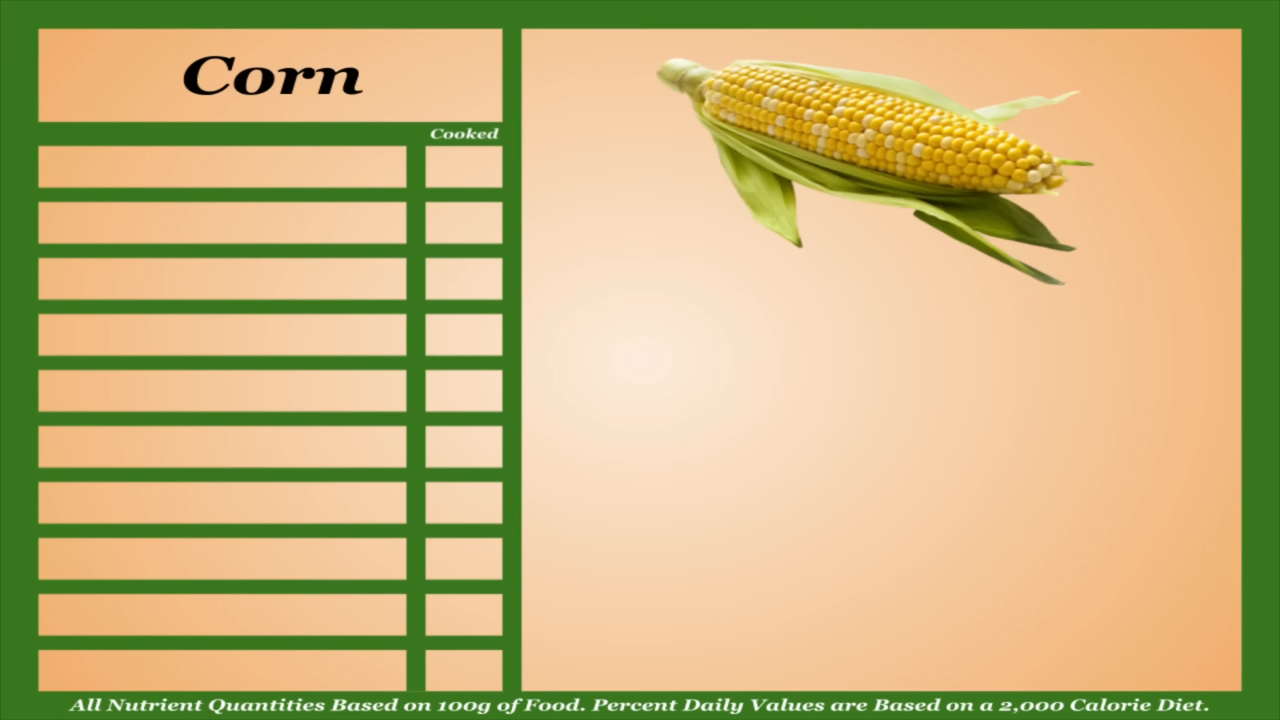 Corn
Cooked
All Nutrient Quantities Based on 100g of Food. Percent Daily Values are Based on a 2,000 Calorie Diet.